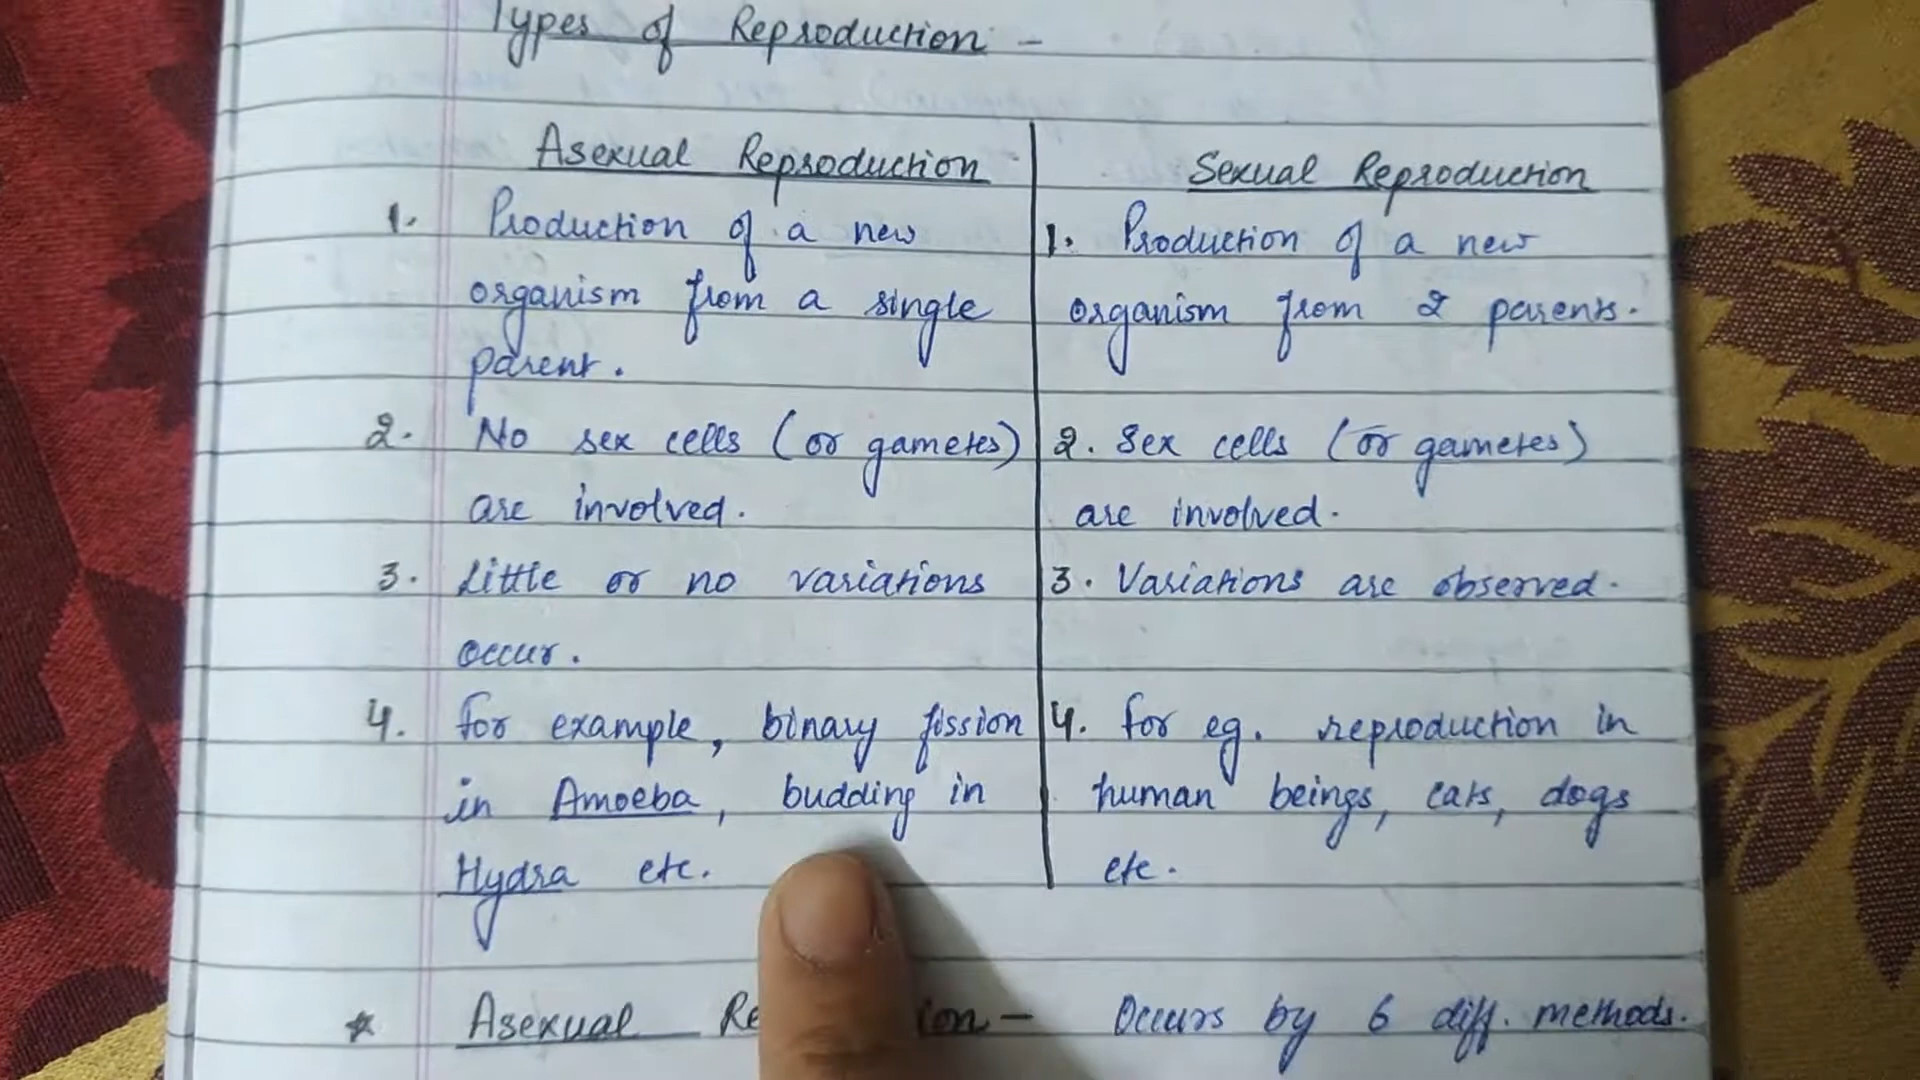 Types of Reproduction -
Asexual Reproduction
1. Production of a new
organism from a single
parent.
2. No sex cells (or gametes)
are involved.
3. Little or no variations
occur.
4. for example, binary fission
in Amoeba, budding in
Hydra etc.
Sexual Reproduction
1. Production of a new
organism from 2 parents.
2. Sex cells (or gametes)
are involved.
3. Variations are observed.
4. for eg. reproduction in
human beings, cats, dogs
etc.
* Asexual - Occurs by 6 diff. methods.